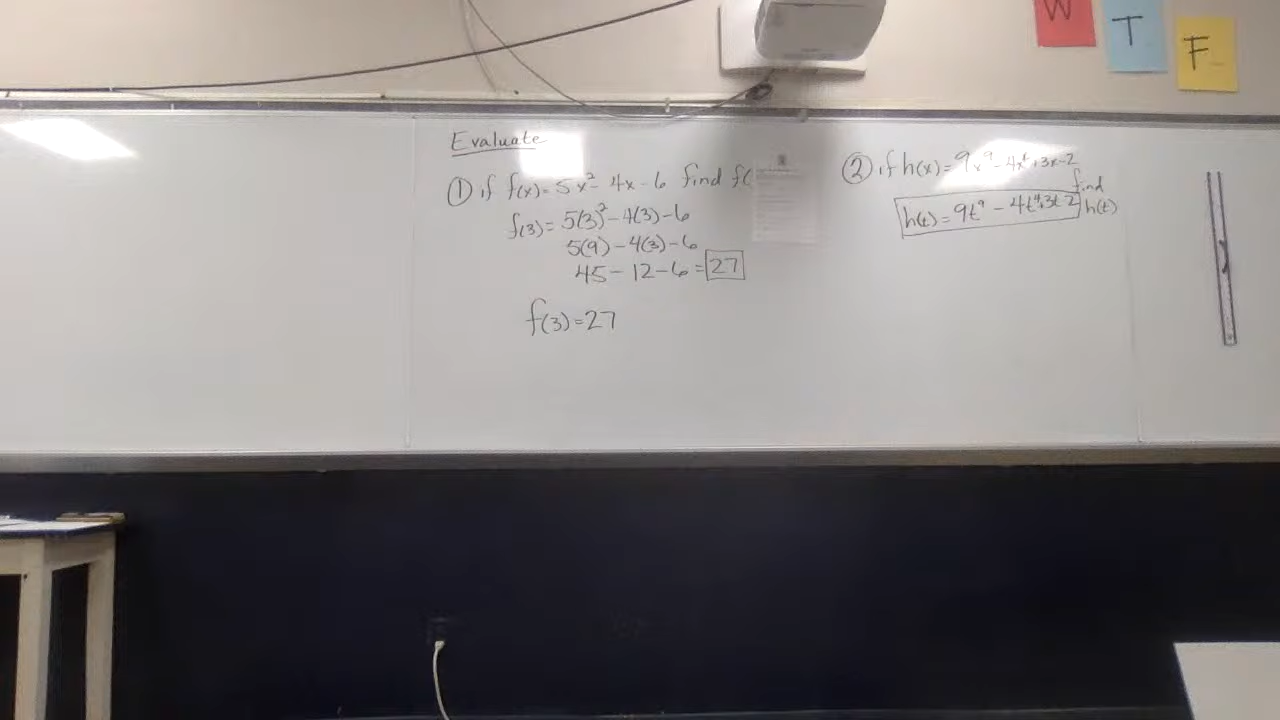 W
T
F
Evaluate
① if f(x) = 5x² - 4x - 6 find f(
f(3) = 5(3)² - 4(3) - 6
5(9) - 4(3) - 6
45 - 12 - 6 = 27
f(3) = 27
② if h(x) = 9x⁹ - 4x⁴ + 3x - 2
find
h(t)
h(t) = 9t⁹ - 4t⁴ + 3t - 2